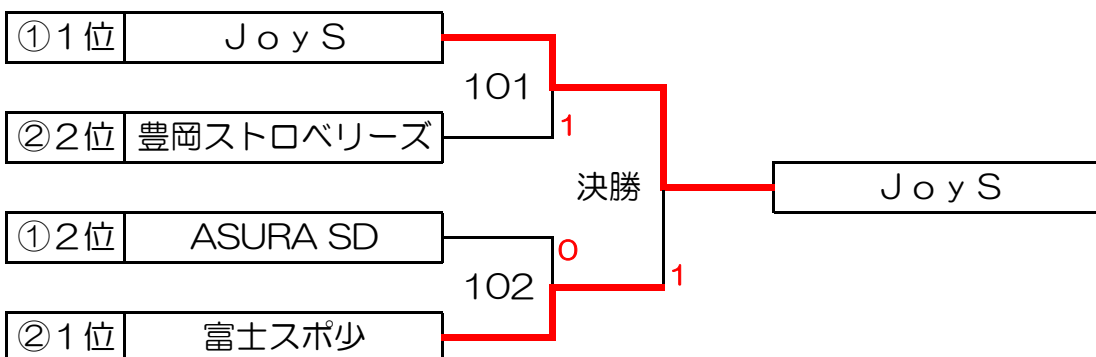 ①1位 JoyS
101
②2位 豊岡ストロベリーズ
1
決勝
JoyS
①2位 ASURA SD
0
102
1
②1位 富士スポ少